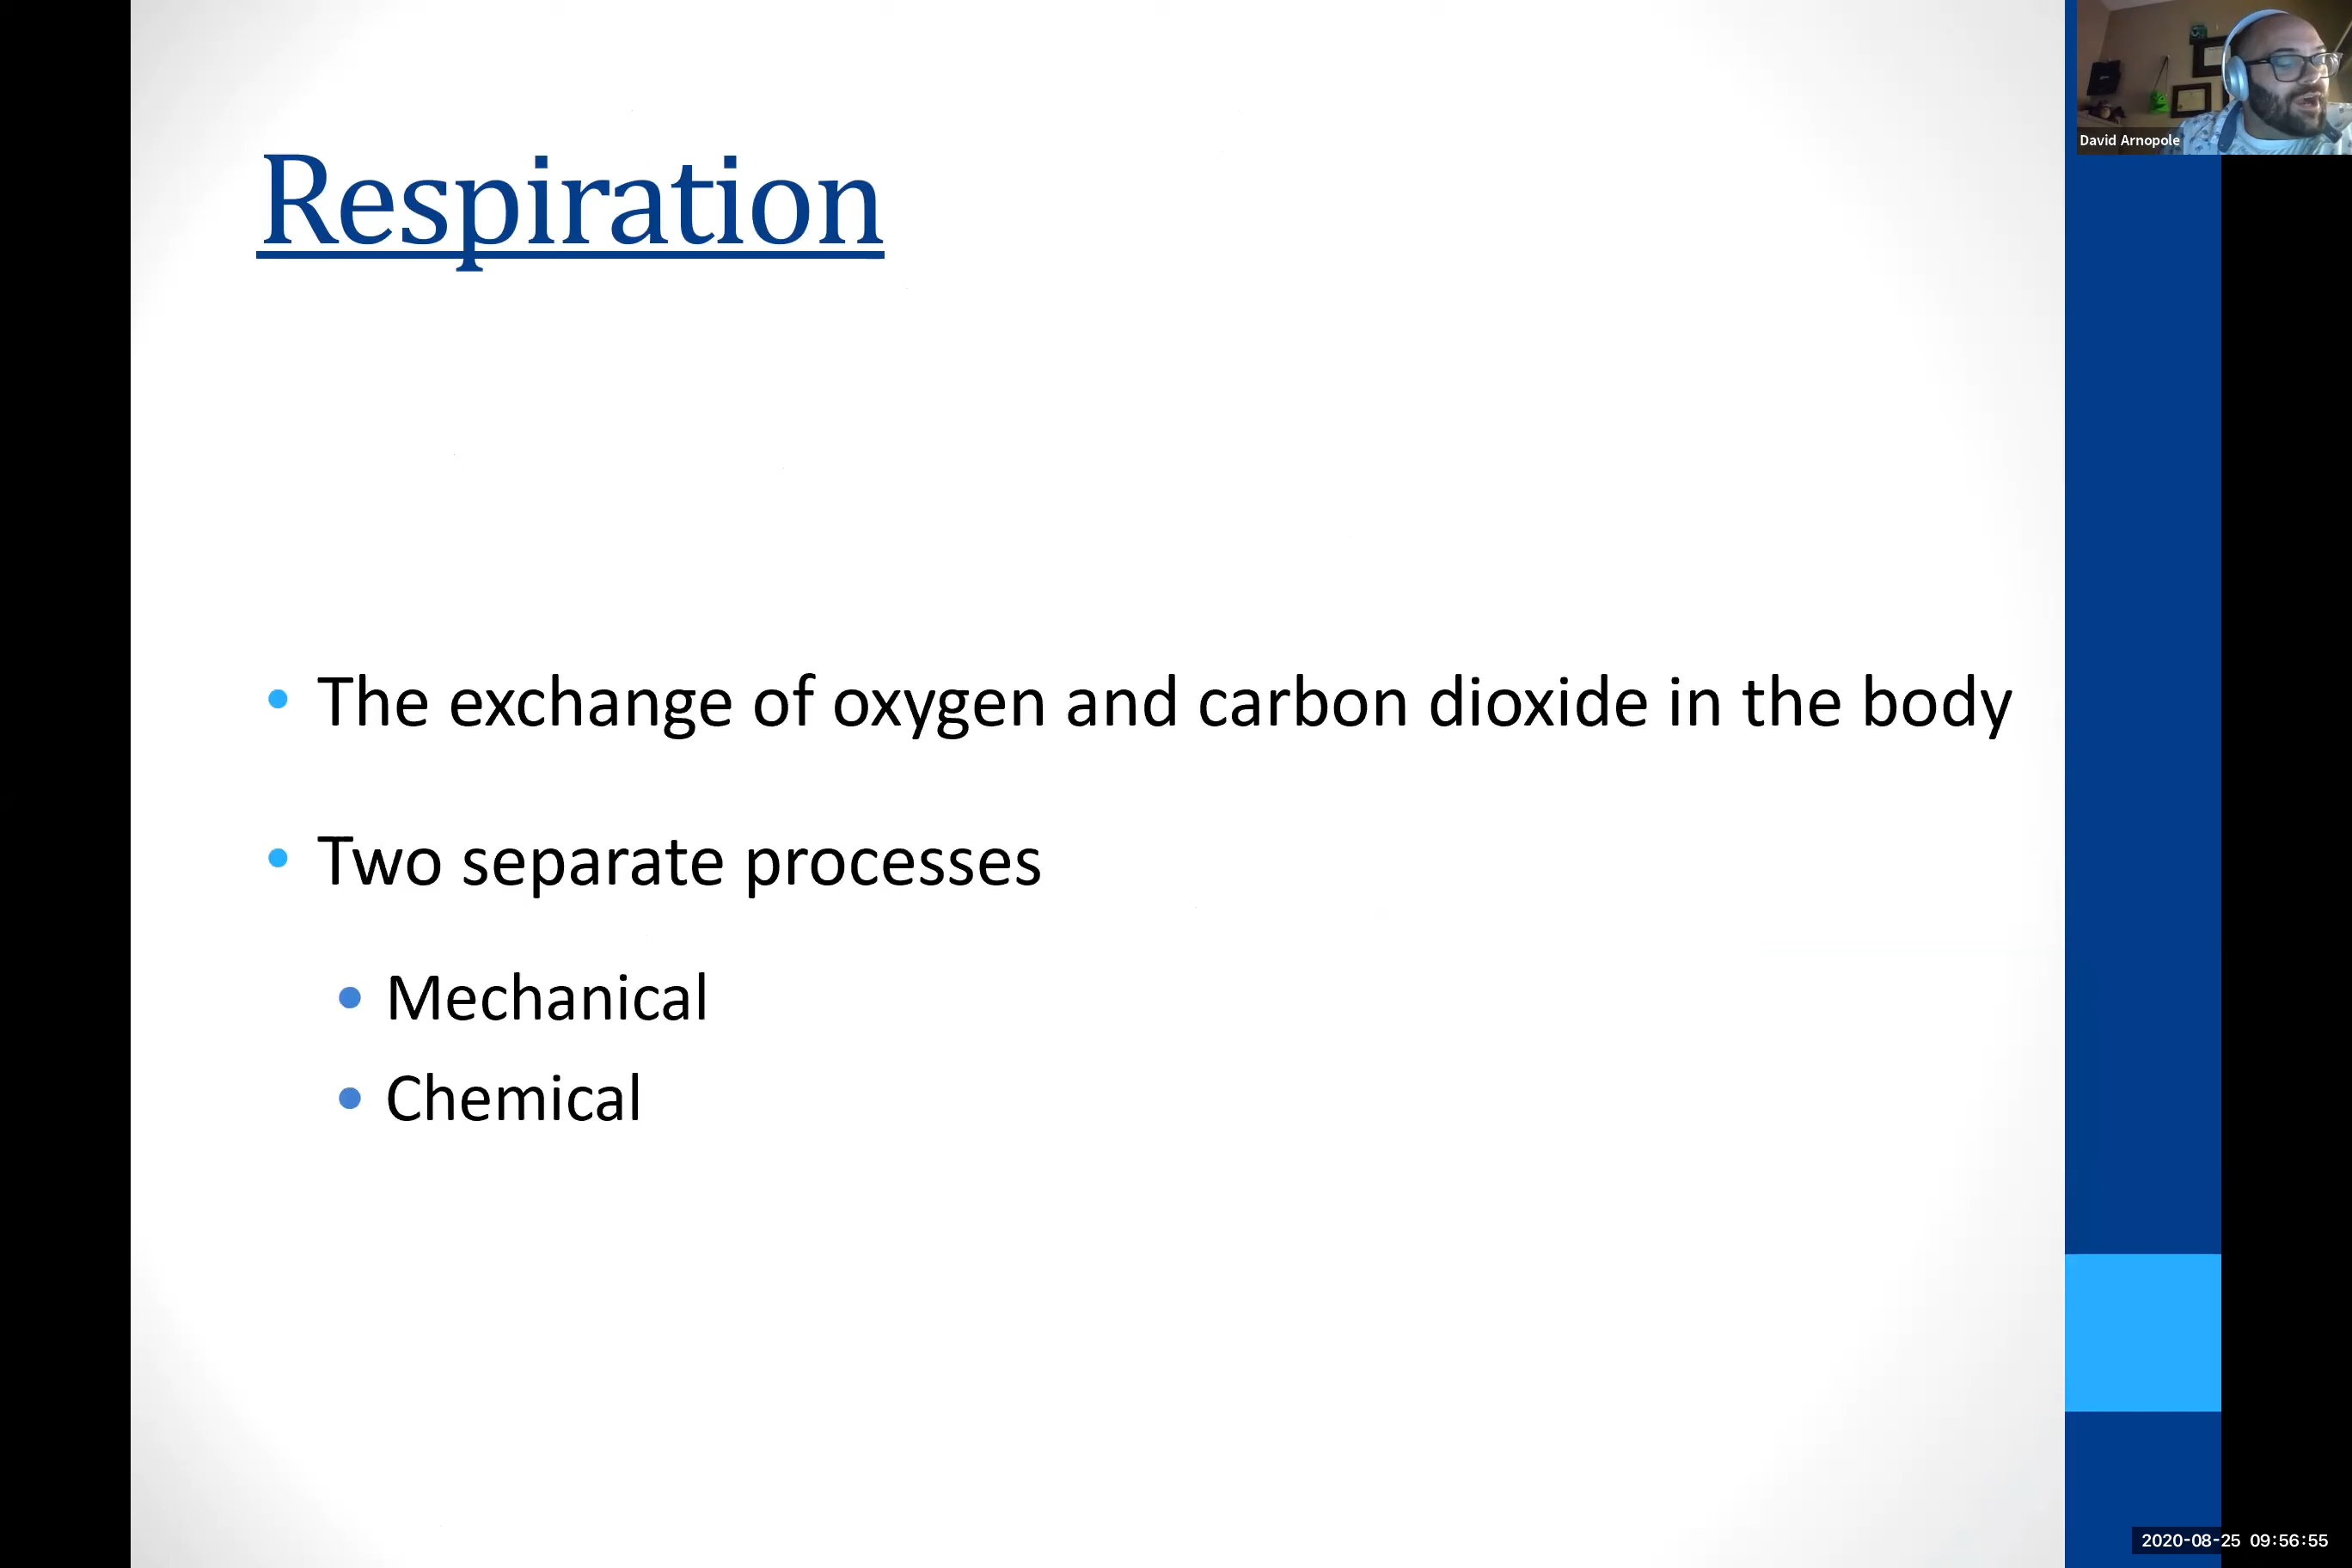 Respiration
David Arnopole
The exchange of oxygen and carbon dioxide in the body
Two separate processes
Mechanical
Chemical
2020-08-25 09:56:55